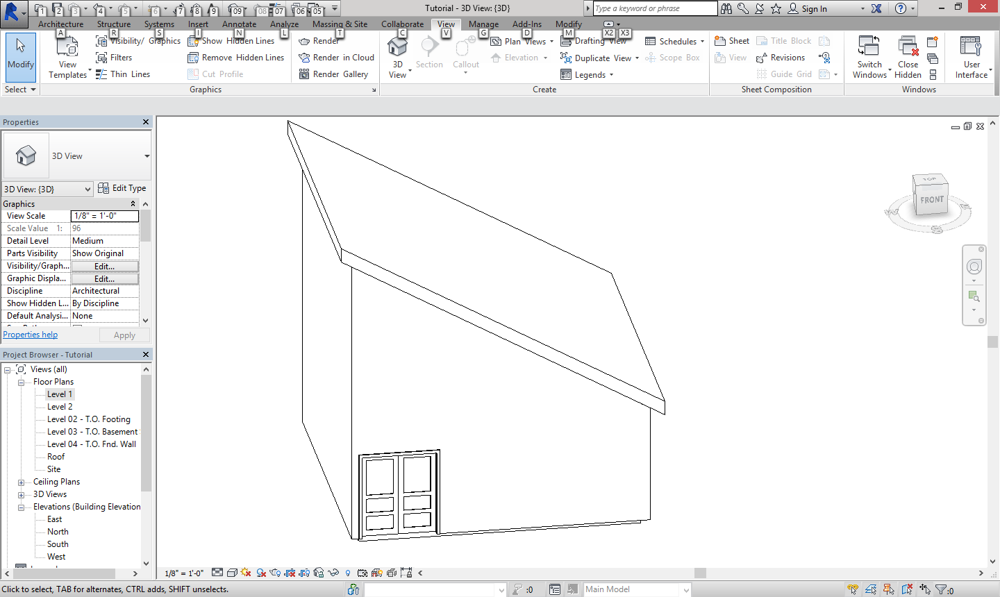 Tutorial - 3D View: {3D}
Type a keyword or phrase
Sign In
1 2 3 4 5 6 7 8 9 09 08 07 06 05
Architecture Structure Systems Insert Annotate Analyze Massing & Site Collaborate View Manage Add-Ins Modify
A R S I N L T C V G D M X2 X3
Modify
View Templates
Visibility/ Graphics
Filters
Thin Lines
Show Hidden Lines
Remove Hidden Lines
Cut Profile
Render
Render in Cloud
Render Gallery
3D View
Section
Callout
Plan Views
Elevation
Drafting View
Duplicate View
Legends
Schedules
Scope Box
Sheet
View
Title Block
Revisions
Guide Grid
Switch Windows
Close Hidden
User Interface
Select Graphics Create Sheet Composition Windows
Properties
3D View
3D View: {3D}
Edit Type
Graphics
View Scale 1/8" = 1'-0"
Scale Value 1: 96
Detail Level Medium
Parts Visibility Show Original
Visibility/Graph... Edit...
Graphic Displa... Edit...
Discipline Architectural
Show Hidden L... By Discipline
Default Analysi... None
Properties help
Apply
Project Browser - Tutorial
Views (all)
Floor Plans
Level 1
Level 2
Level 02 - T.O. Footing
Level 03 - T.O. Basement
Level 04 - T.O. Fnd. Wall
Roof
Site
Ceiling Plans
3D Views
Elevations (Building Elevation
East
North
South
West
TOP
FRONT
W S E
1/8" = 1'-0"
Click to select, TAB for alternates, CTRL adds, SHIFT unselects.
:0
Main Model
:0